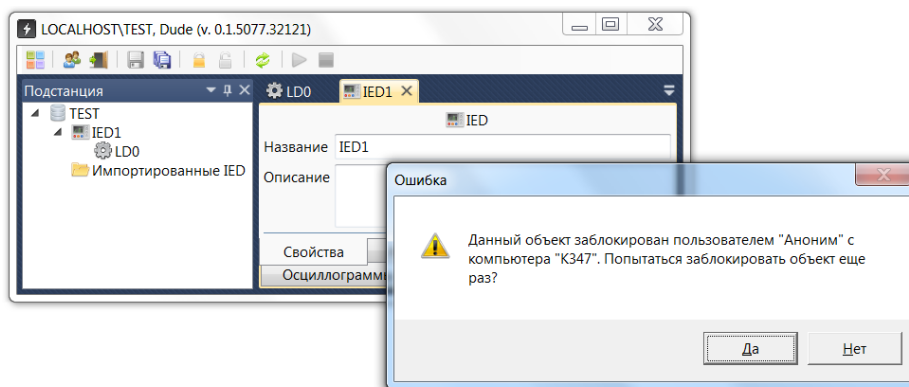 LOCALHOST\TEST, Dude (v. 0.1.5077.32121)
Подстанция
TEST
IED1
LD0
Импортированные IED
LD0
IED1
IED
Название
IED1
Описание
Свойства
Осциллограммы
Ошибка
Данный объект заблокирован пользователем "Аноним" с
компьютера "K347". Попытаться заблокировать объект еще
раз?
Да
Нет